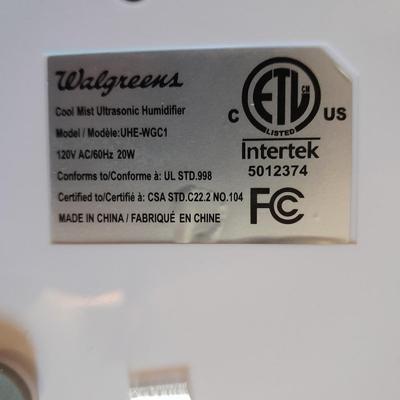 Walgreens
Cool Mist Ultrasonic Humidifier
Model / Modèle:UHE-WGC1
120V AC/60Hz 20W
Conforms to/Conforme à: UL STD.998
Certified to/Certifié à: CSA STD.C22.2 NO.104
MADE IN CHINA / FABRIQUÉ EN CHINE
C ETL CM US
LISTED
Intertek
5012374
FC